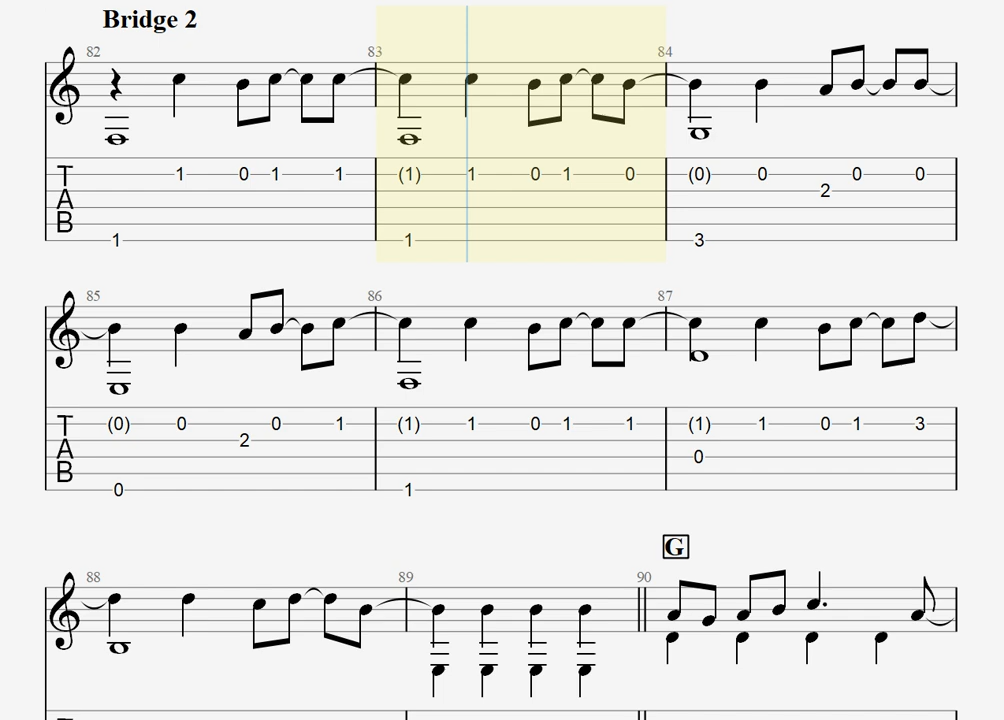 Bridge 2
82 83 84
T 1 0 1 1 (1) 1 0 1 0 (0) 0 0 0
A 2
B
1 1 3
85 86 87
T (0) 0 0 1 (1) 1 0 1 1 (1) 1 0 1 3
A 2
0
B
0 1
G
88 89 90